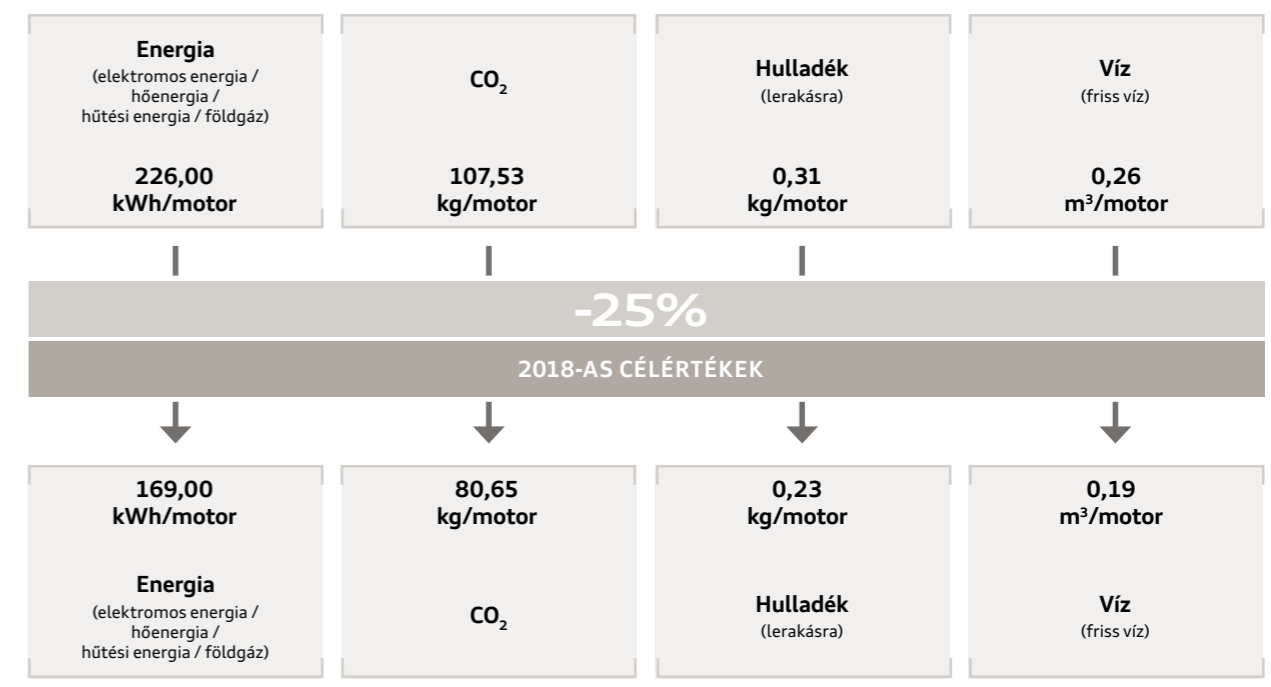 Energia
(elektromos energia /
hőenergia /
hűtési energia / földgáz)
226,00
kWh/motor
CO₂
107,53
kg/motor
Hulladék
(lerakásra)
0,31
kg/motor
Víz
(friss víz)
0,26
m³/motor
-25%
2018-AS CÉLÉRTÉKEK
169,00
kWh/motor
Energia
(elektromos energia /
hőenergia /
hűtési energia / földgáz)
80,65
kg/motor
CO₂
0,23
kg/motor
Hulladék
(lerakásra)
0,19
m³/motor
Víz
(friss víz)